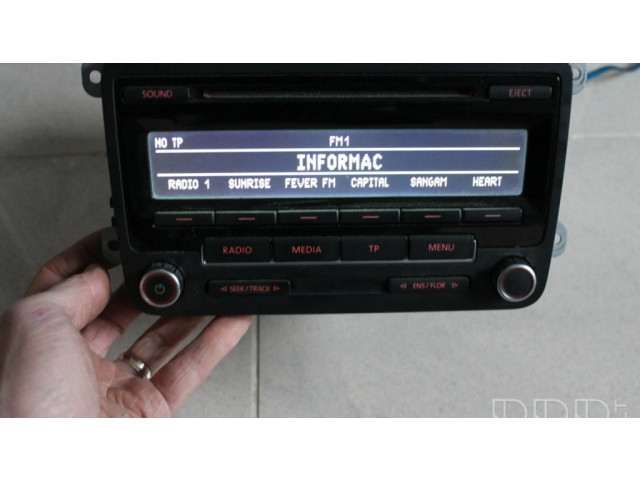 SOUND EJECT
NO TP FM1
INFORMAC
RADIO 1 SUNRISE FEVER FM CAPITAL SANGAM HEART
RADIO MEDIA TP MENU
SEEK/TRACK ENS/FLDR